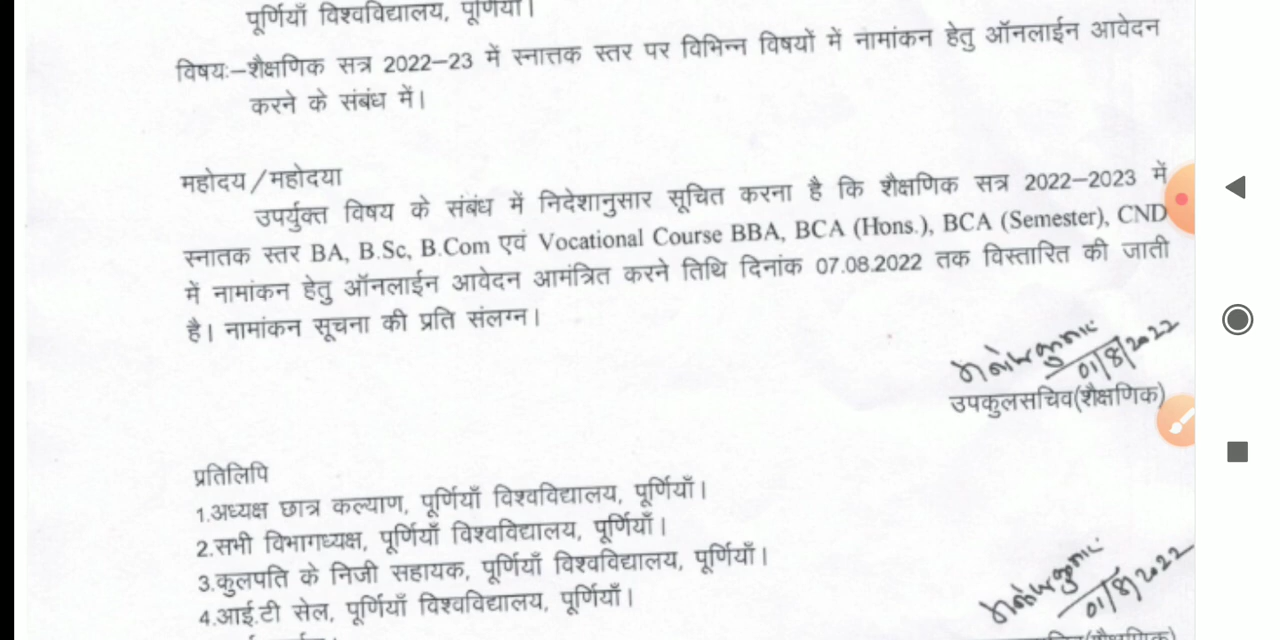 पूर्णियाँ विश्वविद्यालय, पूर्णियाँ।
विषयः–शैक्षणिक सत्र 2022–23 में स्नात्तक स्तर पर विभिन्न विषयों में नामांकन हेतु ऑनलाईन आवेदन
करने के संबंध में।
महोदय/महोदया
उपर्युक्त विषय के संबंध में निदेशानुसार सूचित करना है कि शैक्षणिक सत्र 2022–2023 में
स्नातक स्तर BA, B.Sc, B.Com एवं Vocational Course BBA, BCA (Hons.), BCA (Semester), CND
में नामांकन हेतु ऑनलाईन आवेदन आमंत्रित करने तिथि दिनांक 07.08.2022 तक विस्तारित की जाती
है। नामांकन सूचना की प्रति संलग्न।
01/8/2022
उपकुलसचिव(शैक्षणिक)
प्रतिलिपि
1.अध्यक्ष छात्र कल्याण, पूर्णियाँ विश्वविद्यालय, पूर्णियाँ।
2.सभी विभागध्यक्ष, पूर्णियाँ विश्वविद्यालय, पूर्णियाँ।
3.कुलपति के निजी सहायक, पूर्णियाँ विश्वविद्यालय, पूर्णियाँ।
4.आई.टी सेल, पूर्णियाँ विश्वविद्यालय, पूर्णियाँ।
01/8/2022